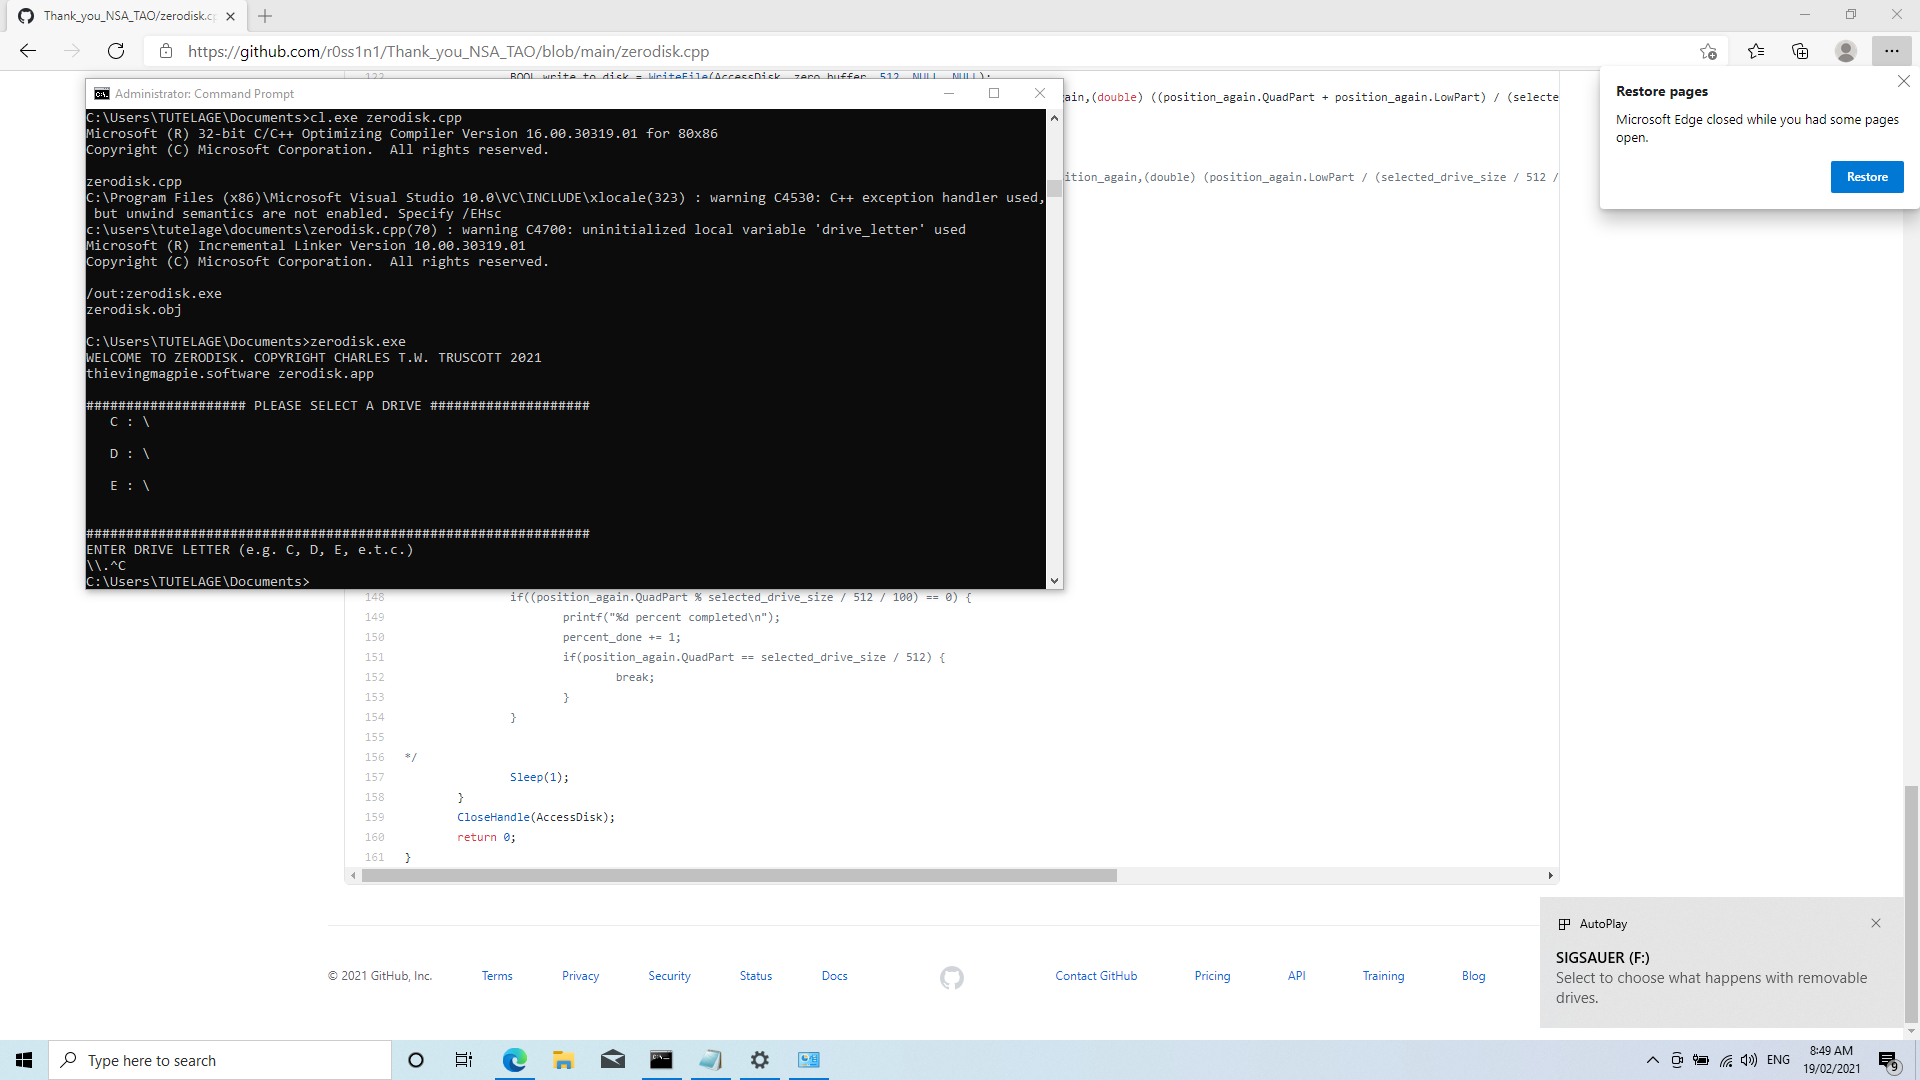 Thank_you_NSA_TAO/zerodisk.cp
https://github.com/r0ss1n1/Thank_you_NSA_TAO/blob/main/zerodisk.cpp
Restore pages
Microsoft Edge closed while you had some pages
open.
Restore
122 BOOL write_to_disk = WriteFile(AccessDisk, zero_buffer, 512, NULL, NULL);
ain,(double) ((position_again.QuadPart + position_again.LowPart) / (selecte
ition_again,(double) (position_again.LowPart / (selected_drive_size / 512 /
Administrator: Command Prompt
C:\Users\TUTELAGE\Documents>cl.exe zerodisk.cpp
Microsoft (R) 32-bit C/C++ Optimizing Compiler Version 16.00.30319.01 for 80x86
Copyright (C) Microsoft Corporation.  All rights reserved.
zerodisk.cpp
C:\Program Files (x86)\Microsoft Visual Studio 10.0\VC\INCLUDE\xlocale(323) : warning C4530: C++ exception handler used,
but unwind semantics are not enabled. Specify /EHsc
c:\users\tutelage\documents\zerodisk.cpp(70) : warning C4700: uninitialized local variable 'drive_letter' used
Microsoft (R) Incremental Linker Version 10.00.30319.01
Copyright (C) Microsoft Corporation.  All rights reserved.
/out:zerodisk.exe
zerodisk.obj
C:\Users\TUTELAGE\Documents>zerodisk.exe
WELCOME TO ZERODISK. COPYRIGHT CHARLES T.W. TRUSCOTT 2021
thievingmagpie.software zerodisk.app
#################### PLEASE SELECT A DRIVE ####################
C : \
D : \
E : \
###############################################################
ENTER DRIVE LETTER (e.g. C, D, E, e.t.c.)
\\.^C
C:\Users\TUTELAGE\Documents>
148 if((position_again.QuadPart % selected_drive_size / 512 / 100) == 0) {
149 printf("%d percent completed\n");
150 percent_done += 1;
151 if(position_again.QuadPart == selected_drive_size / 512) {
152 break;
153 }
154 }
155
156 */
157 Sleep(1);
158 }
159 CloseHandle(AccessDisk);
160 return 0;
161 }
© 2021 GitHub, Inc. Terms Privacy Security Status Docs Contact GitHub Pricing API Training Blog
AutoPlay
SIGSAUER (F:)
Select to choose what happens with removable
drives.
Type here to search
ENG
8:49 AM
19/02/2021
9